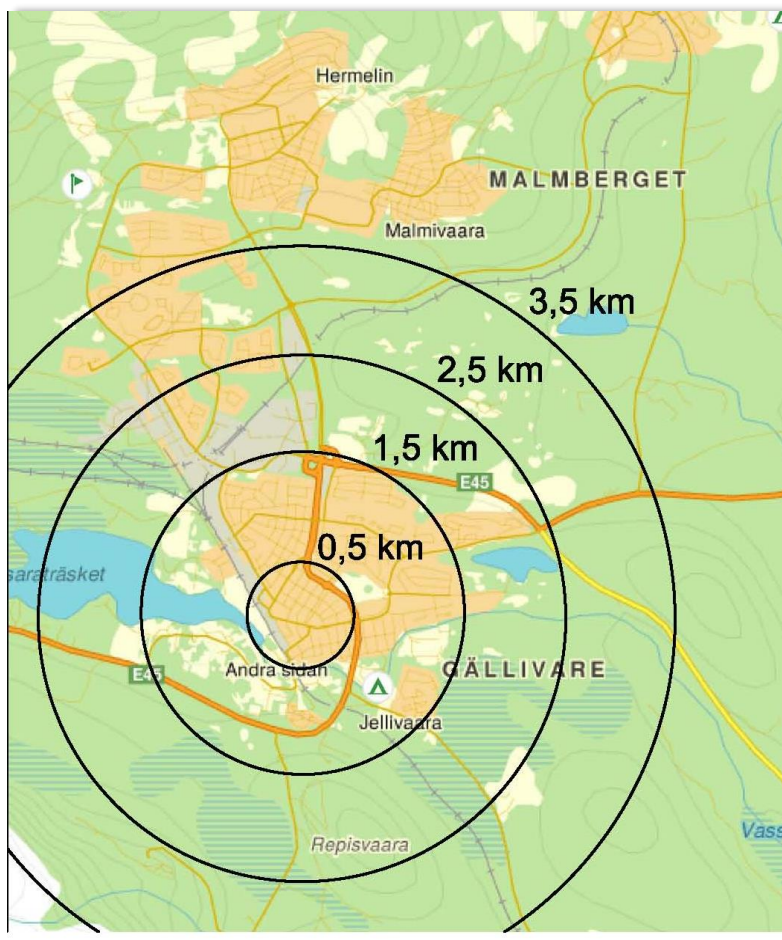 Hermelin
MALMBERGET
Malmivaara
3,5 km
2,5 km
1,5 km
E45
0,5 km
saraträsket
Andra sidan
GÄLLIVARE
E45
Jellivaara
Repisvaara
Vass